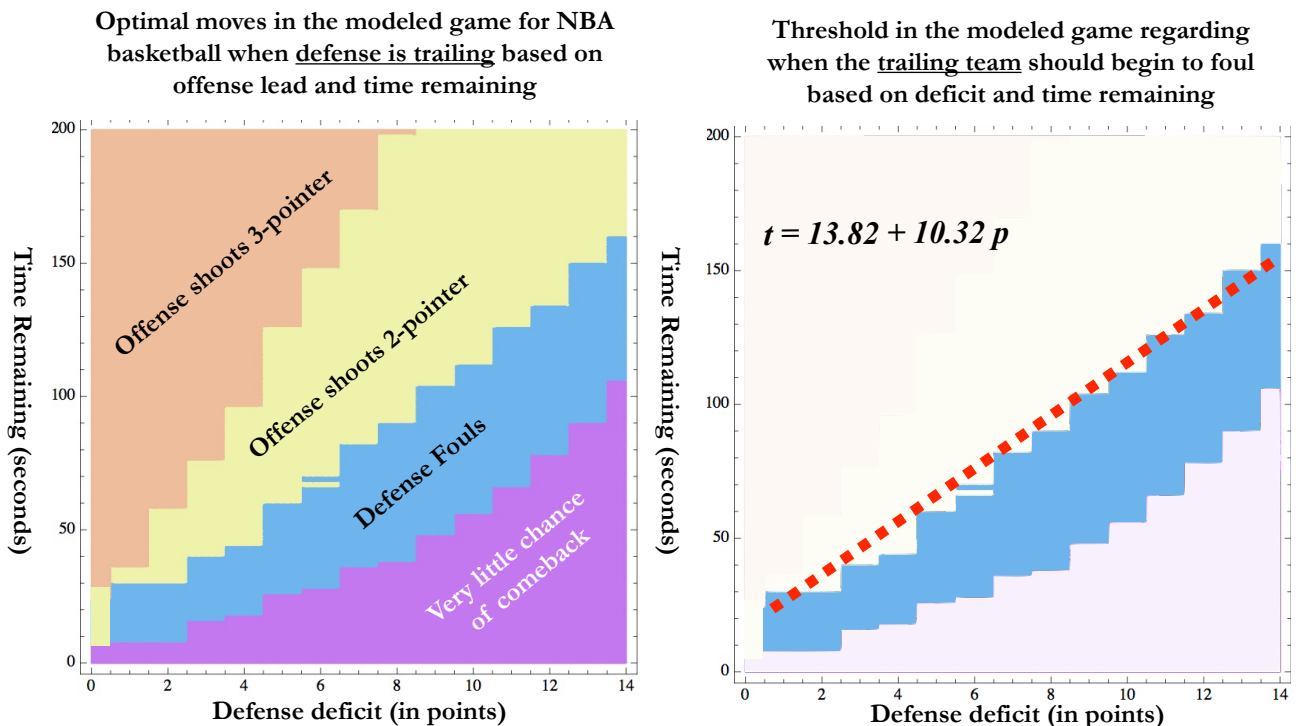 Optimal moves in the modeled game for NBA
basketball when defense is trailing based on
offense lead and time remaining
Time Remaining (seconds)
200
150
100
50
0
Offense shoots 3-pointer
Offense shoots 2-pointer
Defense Fouls
Very little chance
of comeback
0 2 4 6 8 10 12 14
Defense deficit (in points)
Threshold in the modeled game regarding
when the trailing team should begin to foul
based on deficit and time remaining
Time Remaining (seconds)
200
150
100
50
0
t = 13.82 + 10.32 p
0 2 4 6 8 10 12 14
Defense deficit (in points)